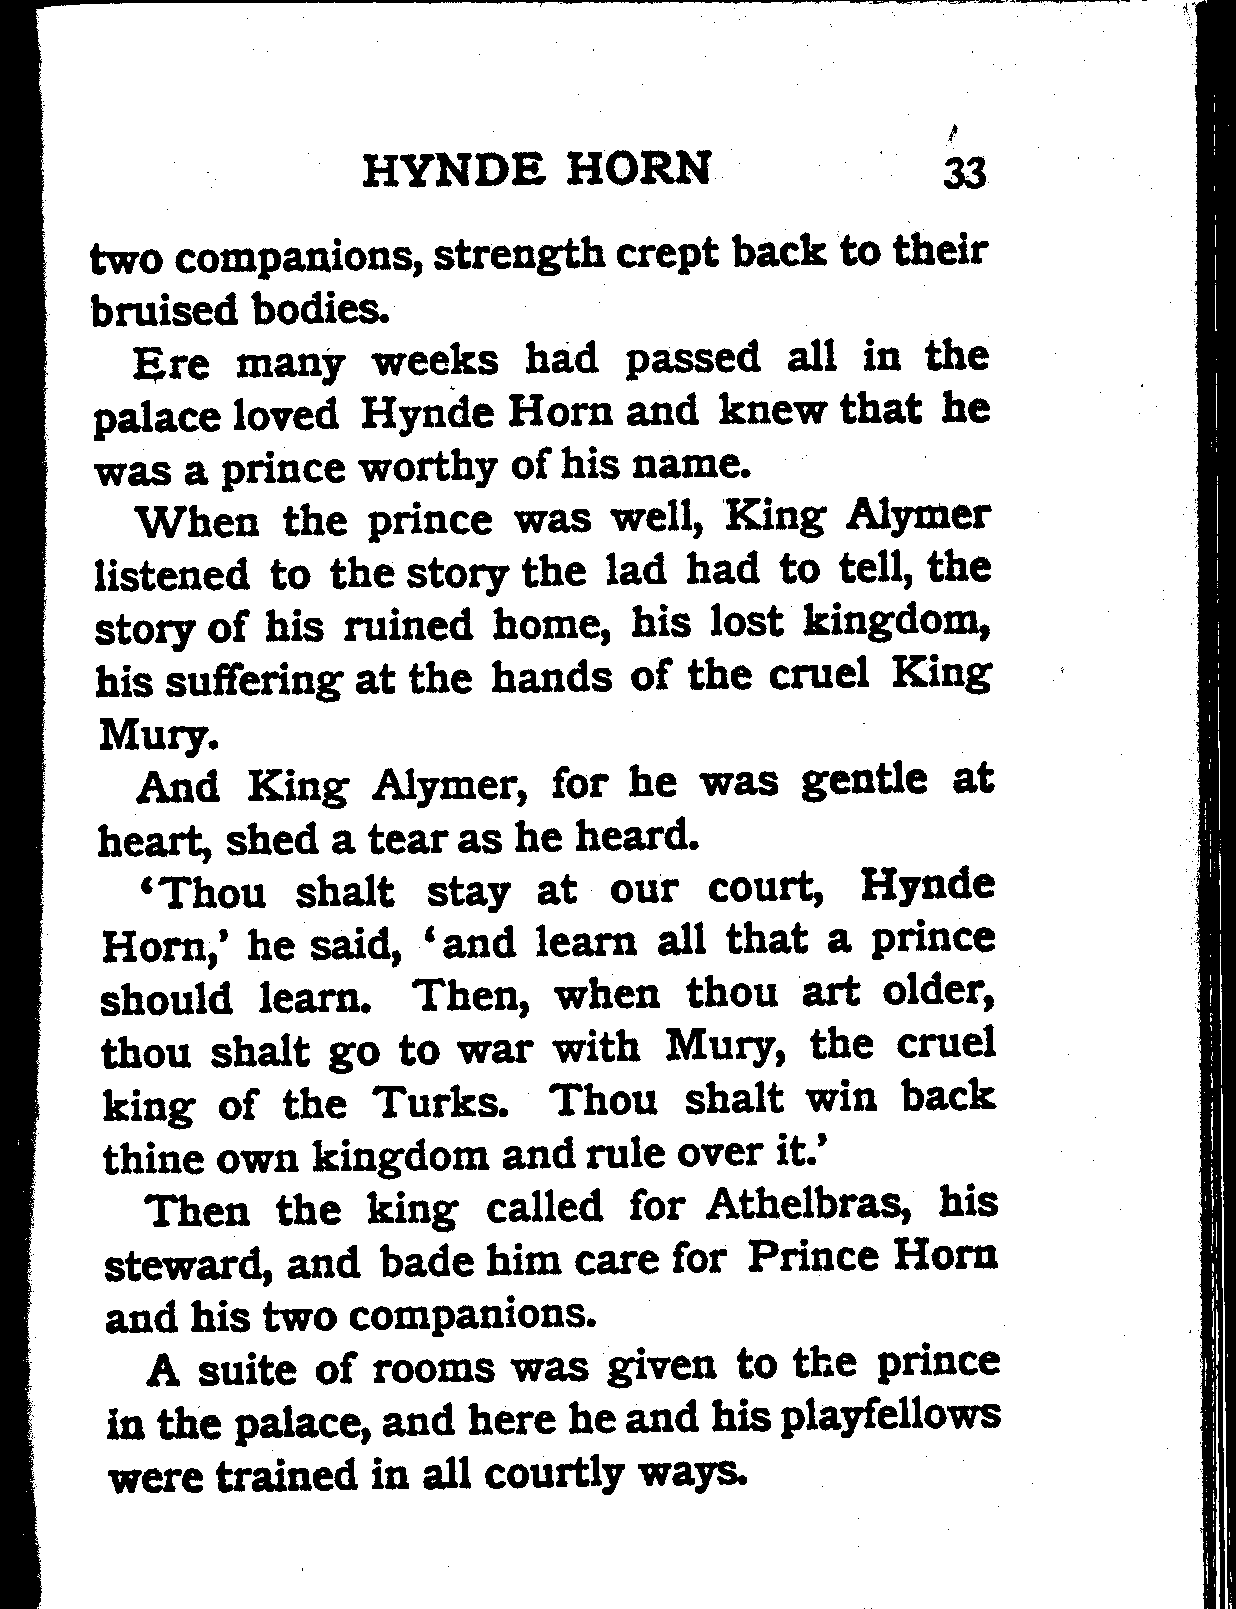 HYNDE HORN 33
two companions, strength crept back to their
bruised bodies.
Ere many weeks had passed all in the
palace loved Hynde Horn and knew that he
was a prince worthy of his name.
When the prince was well, King Alymer
listened to the story the lad had to tell, the
story of his ruined home, his lost kingdom,
his suffering at the hands of the cruel King
Mury.
And King Alymer, for he was gentle at
heart, shed a tear as he heard.
‘Thou shalt stay at our court, Hynde
Horn,’ he said, ‘and learn all that a prince
should learn. Then, when thou art older,
thou shalt go to war with Mury, the cruel
king of the Turks. Thou shalt win back
thine own kingdom and rule over it.’
Then the king called for Athelbras, his
steward, and bade him care for Prince Horn
and his two companions.
A suite of rooms was given to the prince
in the palace, and here he and his playfellows
were trained in all courtly ways.